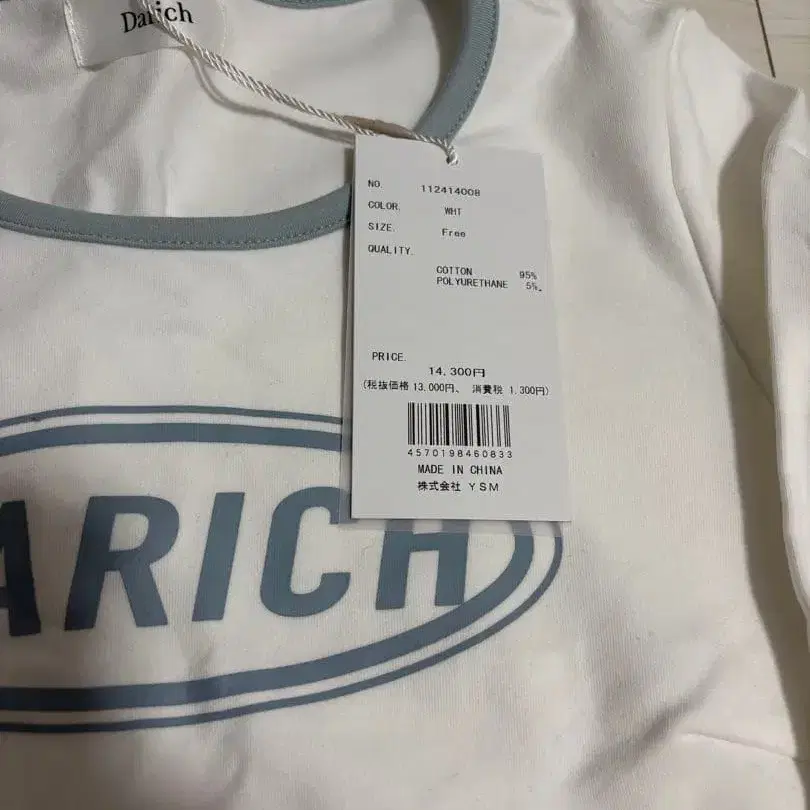 Darich
NO. 112414008
COLOR. WHT
SIZE. Free
QUALITY.
COTTON 95%
POLYURETHANE 5%
PRICE.
14,300円
(税抜価格 13,000円、 消費税 1,300円)
4570198460833
MADE IN CHINA
株式会社 YSM
ARICH